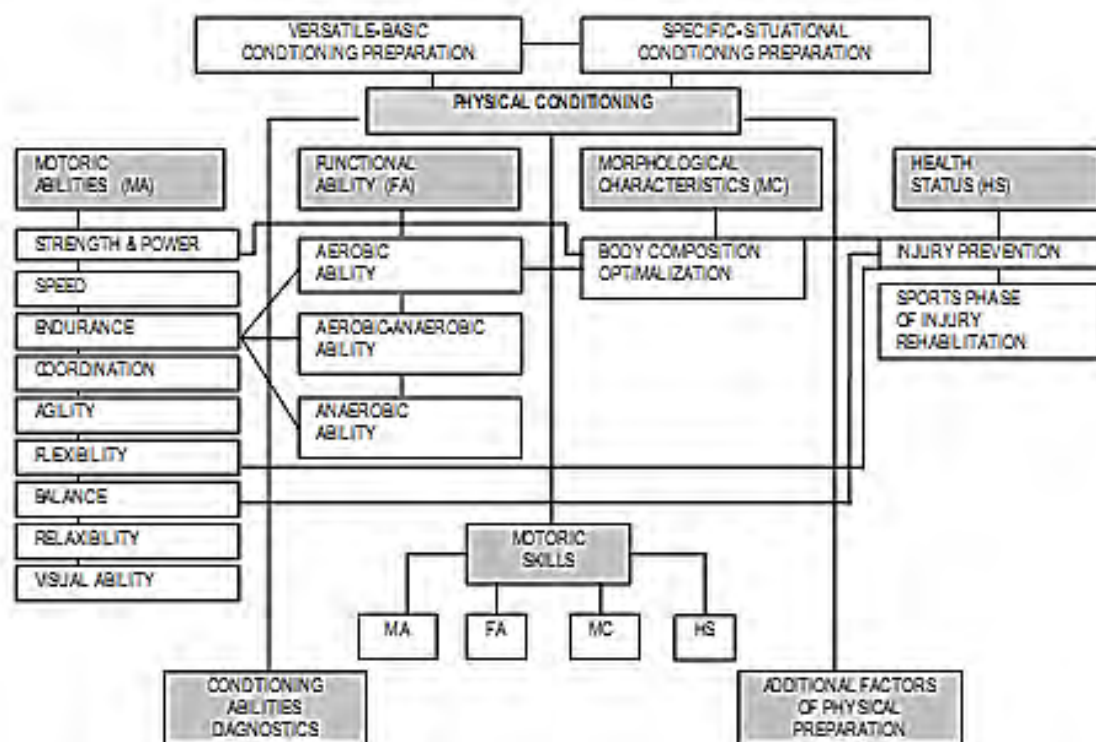 VERSATILE-BASIC
CONDTIONING PREPARATION
SPECIFIC-SITUATIONAL
CONDITIONING PREPARATION
PHYSICAL CONDITIONING
MOTORIC
ABILITIES (MA)
FUNCTIONAL
ABILITY (FA)
MORPHOLOGICAL
CHARACTERISTICS (MC)
HEALTH
STATUS (HS)
STRENGTH & POWER
SPEED
ENDURANCE
COORDINATION
AGILITY
FLEXIBILITY
BALANCE
RELAXIBILITY
VISUAL ABILITY
AEROBIC
ABILITY
AEROBIC-ANAEROBIC
ABILITY
ANAEROBIC
ABILITY
BODY COMPOSITION
OPTIMALIZATION
INJURY PREVENTION
SPORTS PHASE
OF INJURY
REHABILITATION
MOTORIC
SKILLS
MA
FA
MC
HS
CONDTIONING
ABILITIES
DAGNOSTICS
ADDITIONAL FACTORS
OF PHYSICAL
PREPARATION